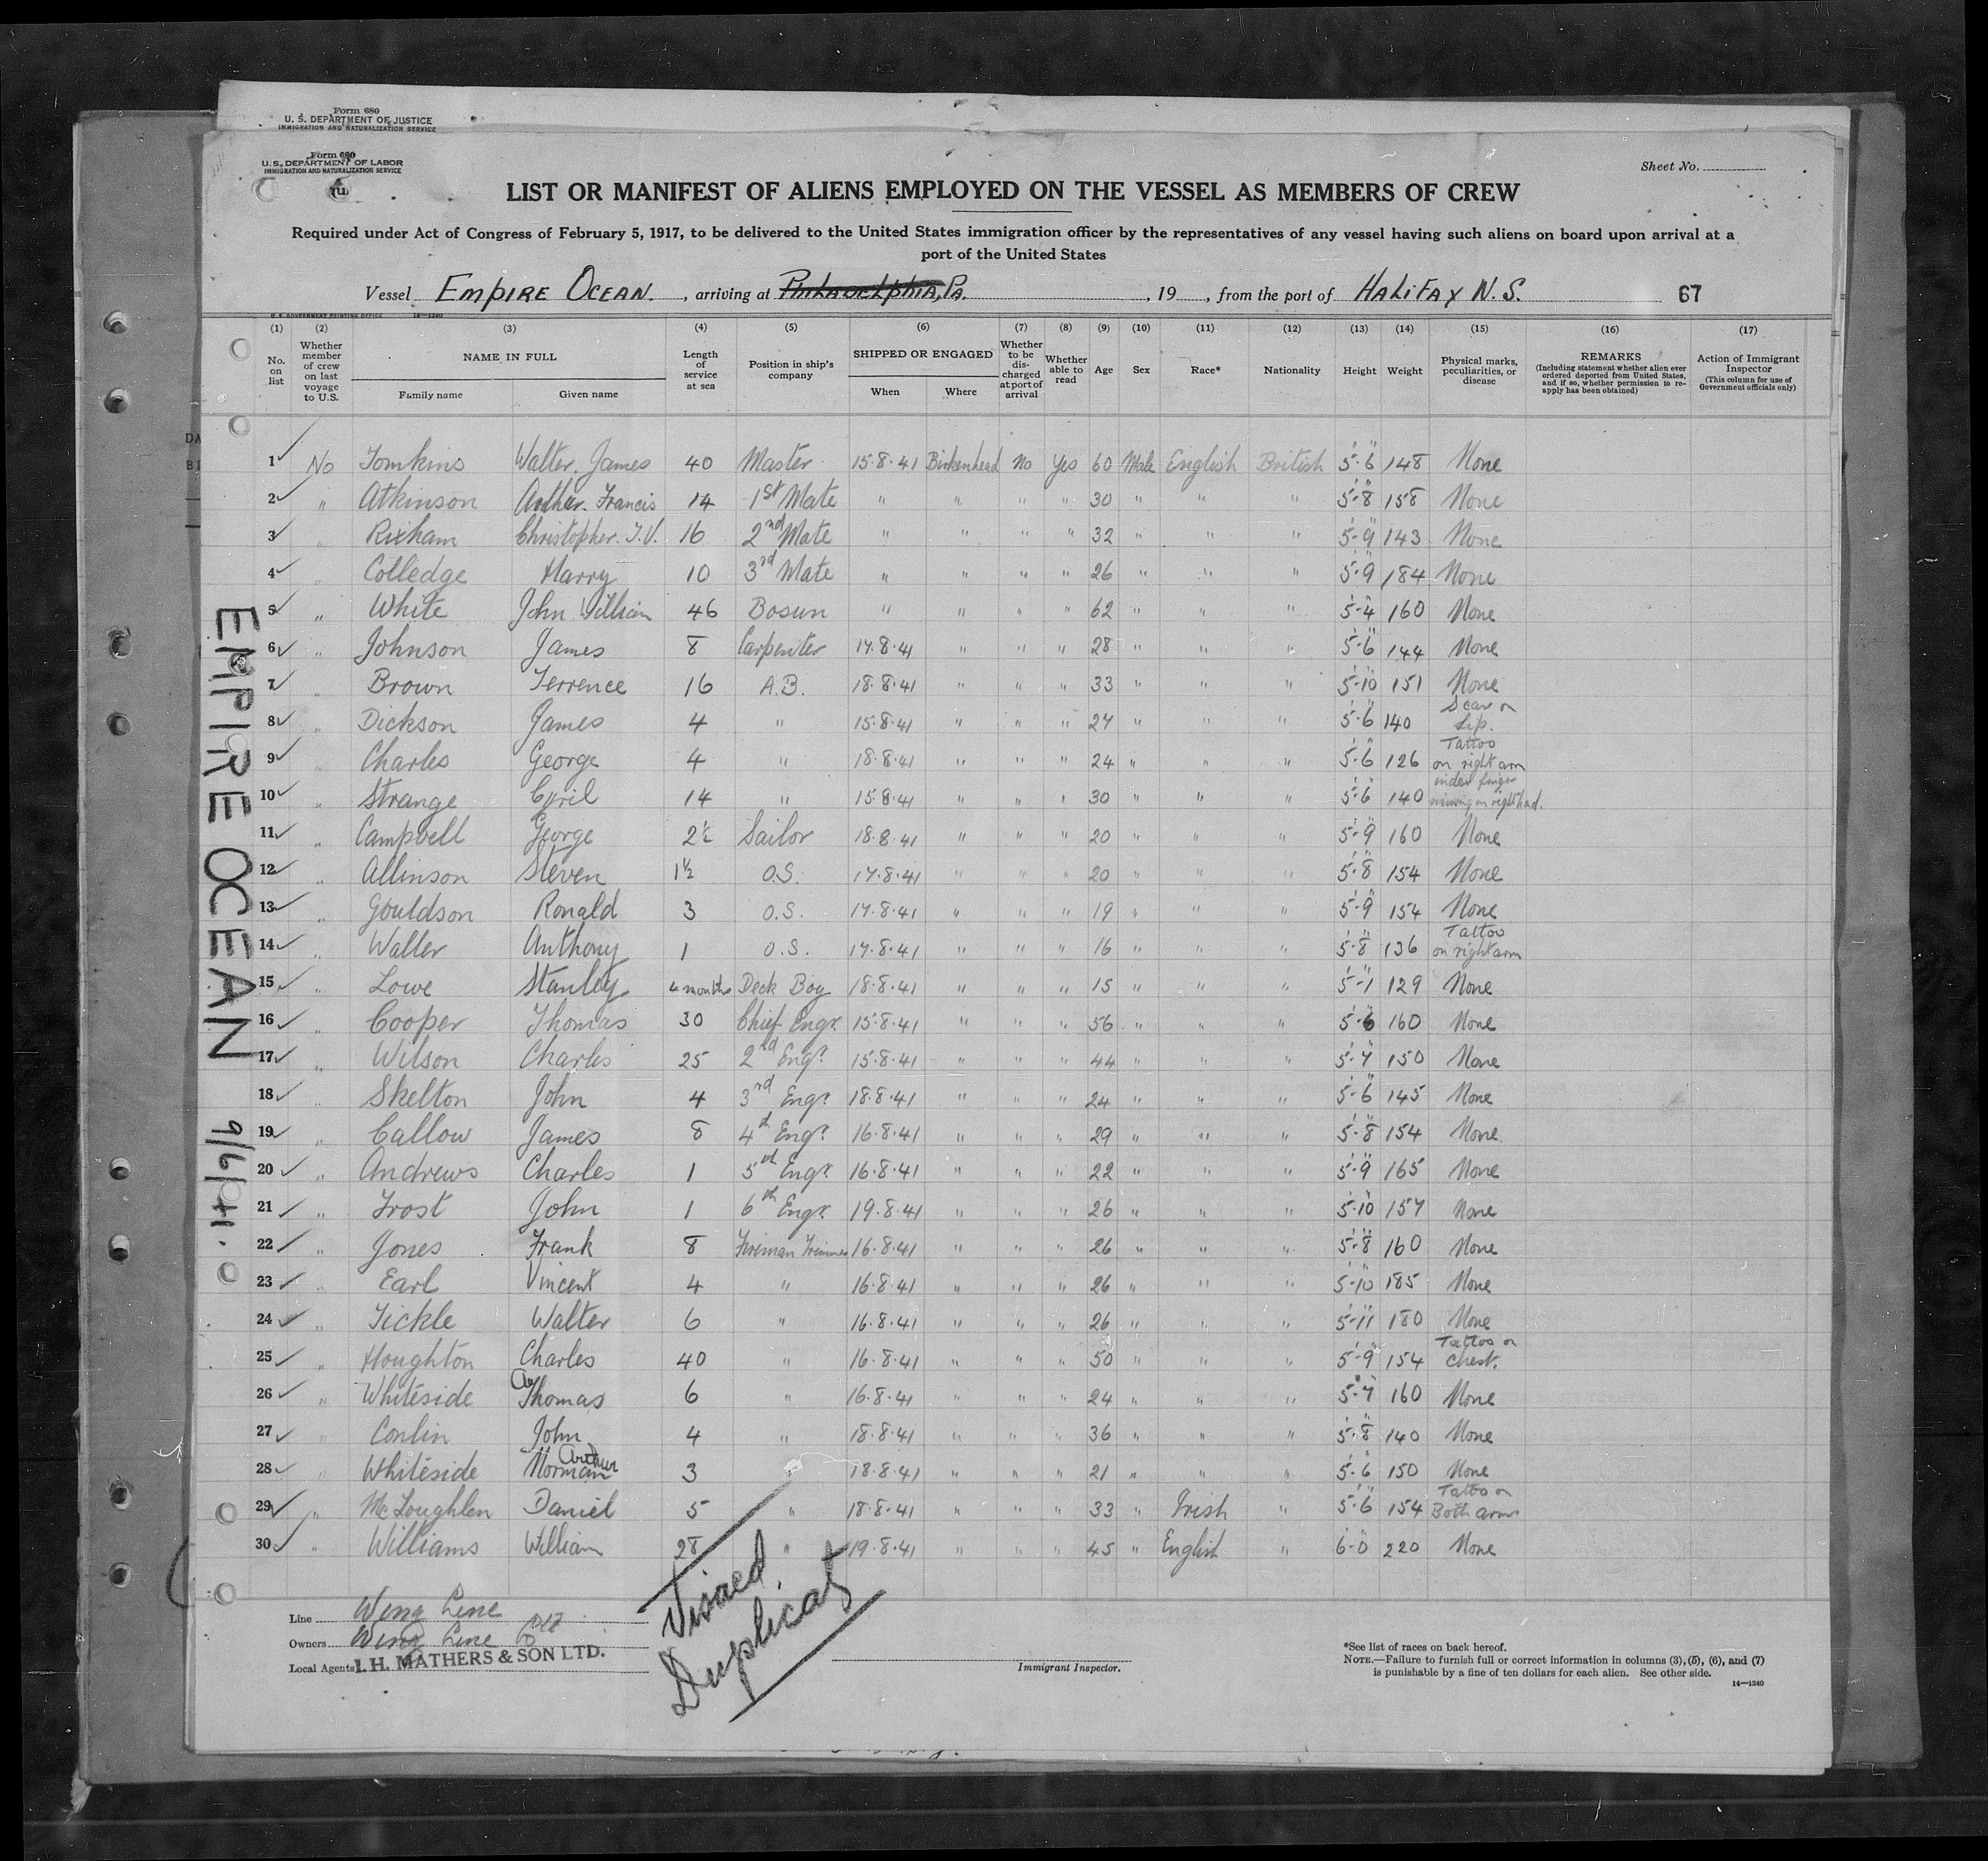 Form 680
U. S. DEPARTMENT OF JUSTICE
IMMIGRATION AND NATURALIZATION SERVICE
Form 680
U. S. DEPARTMENT OF LABOR
IMMIGRATION AND NATURALIZATION SERVICE
Sheet No.
LIST OR MANIFEST OF ALIENS EMPLOYED ON THE VESSEL AS MEMBERS OF CREW
Required under Act of Congress of February 5, 1917, to be delivered to the United States immigration officer by the representatives of any vessel having such aliens on board upon arrival at a
port of the United States
Vessel EMPIRE OCEAN. , arriving at PHILADELPHIA, PA. , 19 , from the port of HALIFAX N.S. 67
U. S. GOVERNMENT PRINTING OFFICE 14—1240
(1) (2) (3) (4) (5) (6) (7) (8) (9) (10) (11) (12) (13) (14) (15) (16) (17)
No. on list
Whether member of crew on last voyage to U.S.
NAME IN FULL
Family name
Given name
Length of service at sea
Position in ship's company
SHIPPED OR ENGAGED
When
Where
Whether to be discharged at port of arrival
Whether able to read
Age
Sex
Race*
Nationality
Height
Weight
Physical marks, peculiarities, or disease
REMARKS
(Including statement whether alien ever ordered deported from United States, and if so, whether permission to re-apply has been obtained)
Action of Immigrant Inspector
(This column for use of Government officials only)
1 No Tomkins Walter. James 40 Master 15.8.41 Birkenhead No Yes 60 Male English British 5-6 148 None
2 " Atkinson Arthur. Francis 14 1st Mate " " " " 30 " " " 5-8 158 None
3 " Rixham Christopher. T.V. 16 2nd Mate " " " " 32 " " " 5-9 143 None
4 " Colledge Harry 10 3rd Mate " " " " 26 " " " 5-9 184 None
5 " White John William 46 Bosun " " " " 62 " " " 5-4 160 None
6 " Johnson James 8 Carpenter 17.8.41 " " " 28 " " " 5-6 144 None
7 " Brown Terrence 16 A.B. 18.8.41 " " " 33 " " " 5-10 151 None
8 " Dickson James 4 " 15.8.41 " " " 27 " " " 5-6 140 Scar on Lip.
9 " Charles George 4 " 18.8.41 " " " 24 " " " 5-6 126 Tattoo on right arm
10 " Strange Cyril 14 " 15.8.41 " " " 30 " " " 5-6 140 index finger missing on right hand.
11 " Campbell George 2½ Sailor 18.8.41 " " " 20 " " " 5-9 160 None
12 " Allinson Steven 1½ O.S. 17.8.41 " " " 20 " " " 5-8 154 None
13 " Gouldson Ronald 3 O.S. 17.8.41 " " " 19 " " " 5-9 154 None
14 " Waller Anthony 1 O.S. 17.8.41 " " " 16 " " " 5-8 136 Tattoo on right arm
15 " Lowe Stanley 4 months Deck Boy 18.8.41 " " " 15 " " " 5-1 129 None
16 " Cooper Thomas 30 Chief Engr. 15.8.41 " " " 56 " " " 5-6 160 None
17 " Wilson Charles 25 2nd Engr. 15.8.41 " " " 44 " " " 5-7 150 None
18 " Skelton John 4 3rd Engr. 18.8.41 " " " 24 " " " 5-6 145 None
19 " Callow James 8 4th Engr. 16.8.41 " " " 29 " " " 5-8 154 None
20 " Andrews Charles 1 5th Engr. 16.8.41 " " " 22 " " " 5-9 165 None
21 " Frost John 1 6th Engr. 19.8.41 " " " 26 " " " 5-10 157 None
22 " Jones Frank 8 Fireman Trimmer 16.8.41 " " " 26 " " " 5-8 160 None
23 " Earl Vincent 4 " 16.8.41 " " " 26 " " " 5-10 185 None
24 " Tickle Walter 6 " 16.8.41 " " " 26 " " " 5-11 180 None
25 " Houghton Charles 40 " 16.8.41 " " " 50 " " " 5-9 154 Tattoo on Chest.
26 " Whiteside Thomas 6 " 16.8.41 " " " 24 " " " 5-7 160 None
27 " Conlin John 4 " 18.8.41 " " " 36 " " " 5-8 140 None
28 " Whiteside Norman Arthur 3 " 18.8.41 " " " 21 " " " 5-6 150 None
29 " McLoughlen Daniel 5 " 18.8.41 " " " 33 " Irish " 5-6 154 Tattoo on Both arms
30 " Williams William 28 " 19.8.41 " " " 45 " English " 6-0 220 None
EMPIRE OCEAN 9/6/41.
Line Wing Line
Owners Wing Line
Local Agents I. H. MATHERS & SON LTD.
Visaed
Duplicate
Immigrant Inspector.
*See list of races on back hereof.
NOTE.—Failure to furnish full or correct information in columns (3), (5), (6), and (7)
is punishable by a fine of ten dollars for each alien. See other side.
14—1240